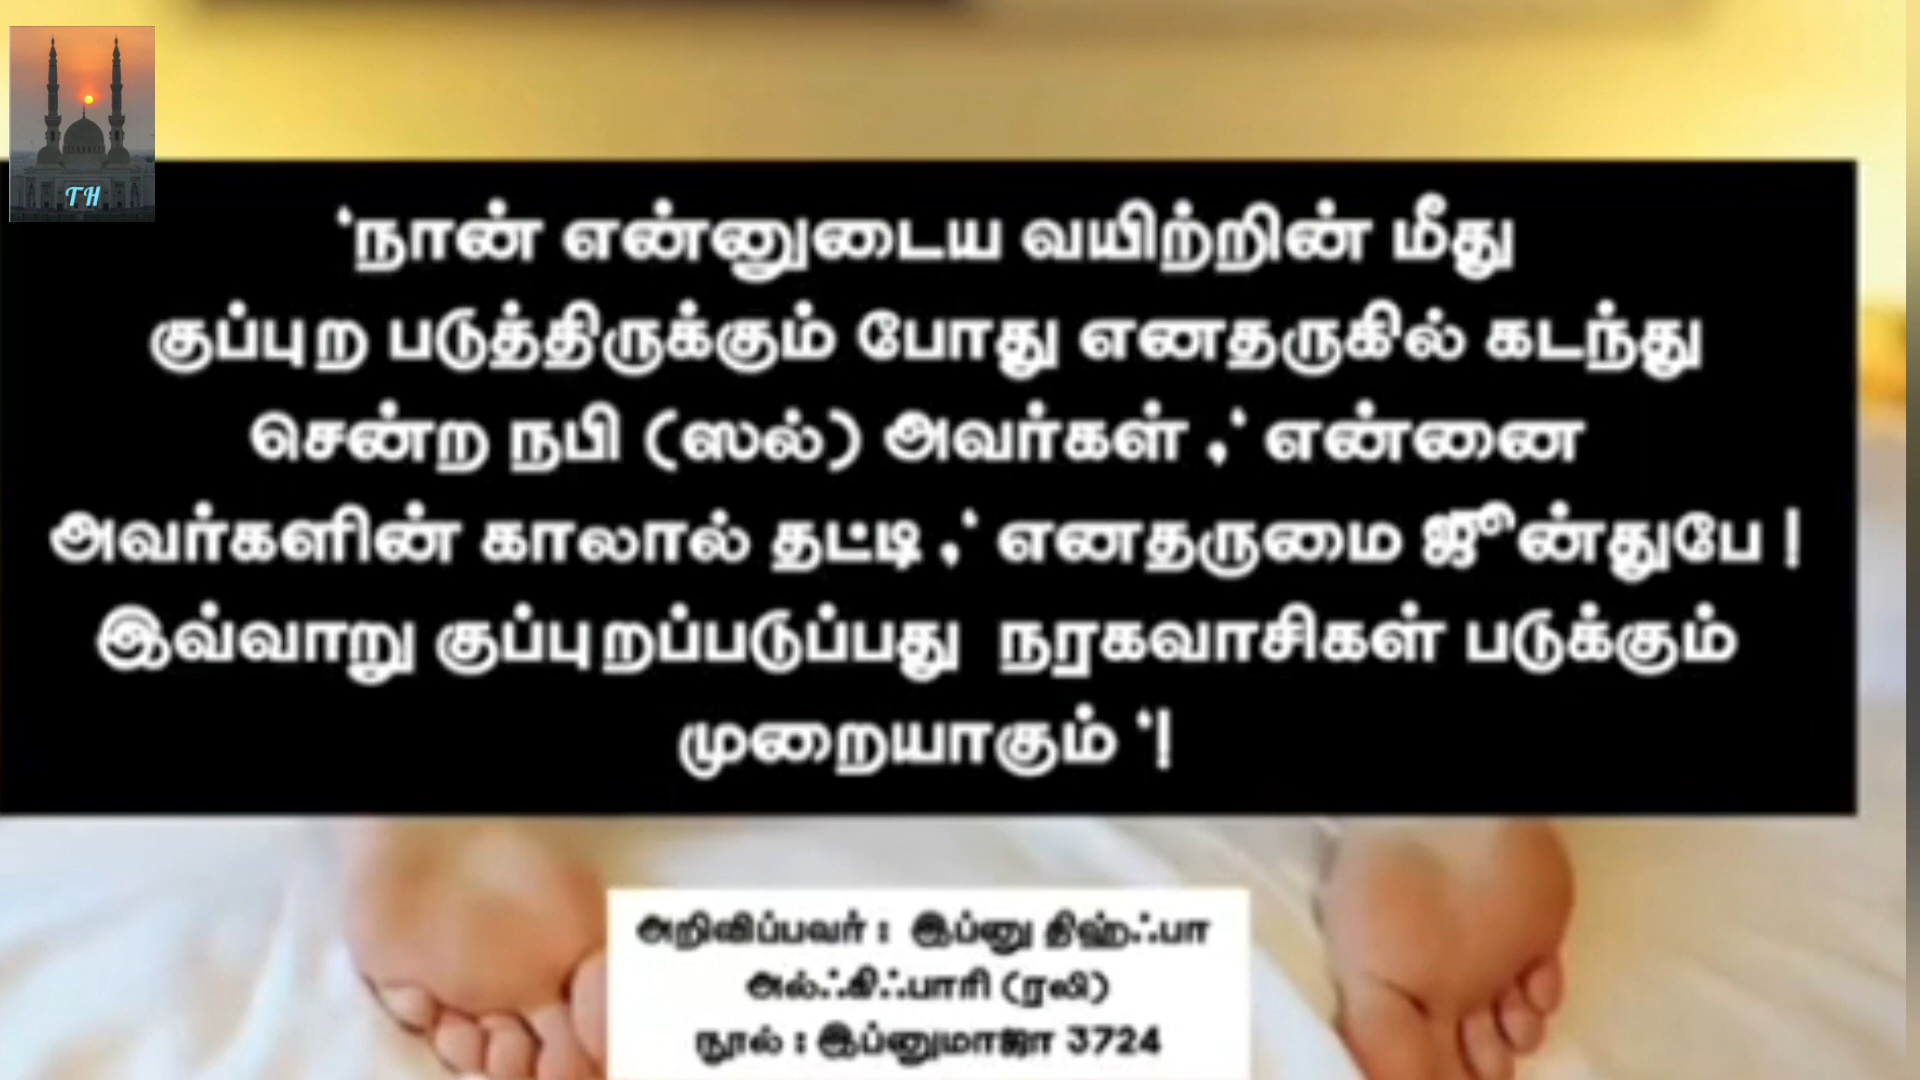 TH
'நான் என்னுடைய வயிற்றின் மீது
குப்புற படுத்திருக்கும் போது எனதருகில் கடந்து
சென்ற நபி (ஸல்) அவர்கள் ,' என்னை
அவர்களின் காலால் தட்டி ,' எனதருமை ஜூன்துபே !
இவ்வாறு குப்புறப்படுப்பது நரகவாசிகள் படுக்கும்
முறையாகும் '!
அறிவிப்பவர் : இப்னு திஹ்ஃபா
அல்ஃகிஃபாரி (ரலி)
நூல் : இப்னுமாஜா 3724